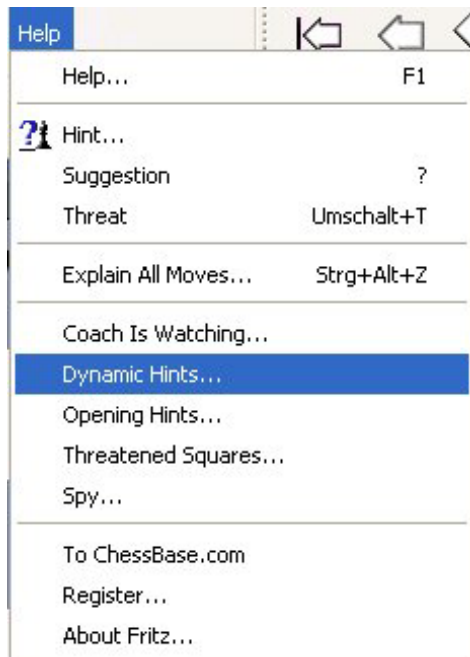 Help
Help... F1
Hint...
Suggestion ?
Threat Umschalt+T
Explain All Moves... Strg+Alt+Z
Coach Is Watching...
Dynamic Hints...
Opening Hints...
Threatened Squares...
Spy...
To ChessBase.com
Register...
About Fritz...